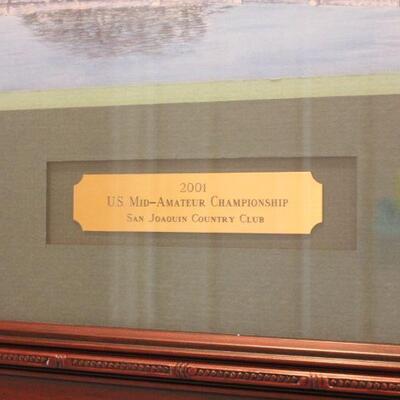 2001
U.S. Mid-Amateur Championship
San Joaquin Country Club